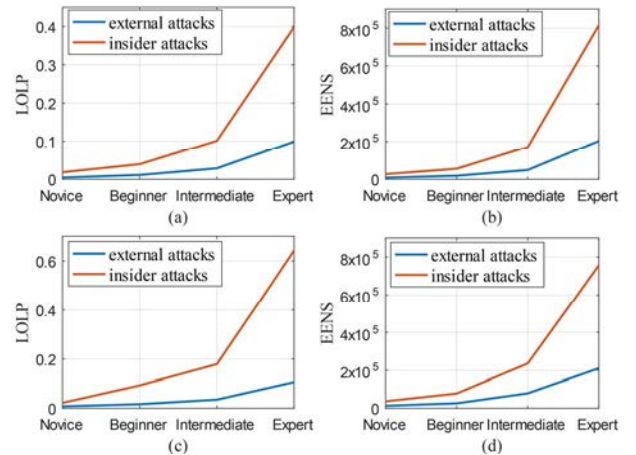 0.4
0.3
0.2
0.1
0
LOLP
external attacks
insider attacks
Novice Beginner Intermediate Expert
(a)
8x10^5
6x10^5
4x10^5
2x10^5
0
EENS
external attacks
insider attacks
Novice Beginner Intermediate Expert
(b)
0.6
0.4
0.2
0
LOLP
external attacks
insider attacks
Novice Beginner Intermediate Expert
(c)
8x10^5
6x10^5
4x10^5
2x10^5
0
EENS
external attacks
insider attacks
Novice Beginner Intermediate Expert
(d)